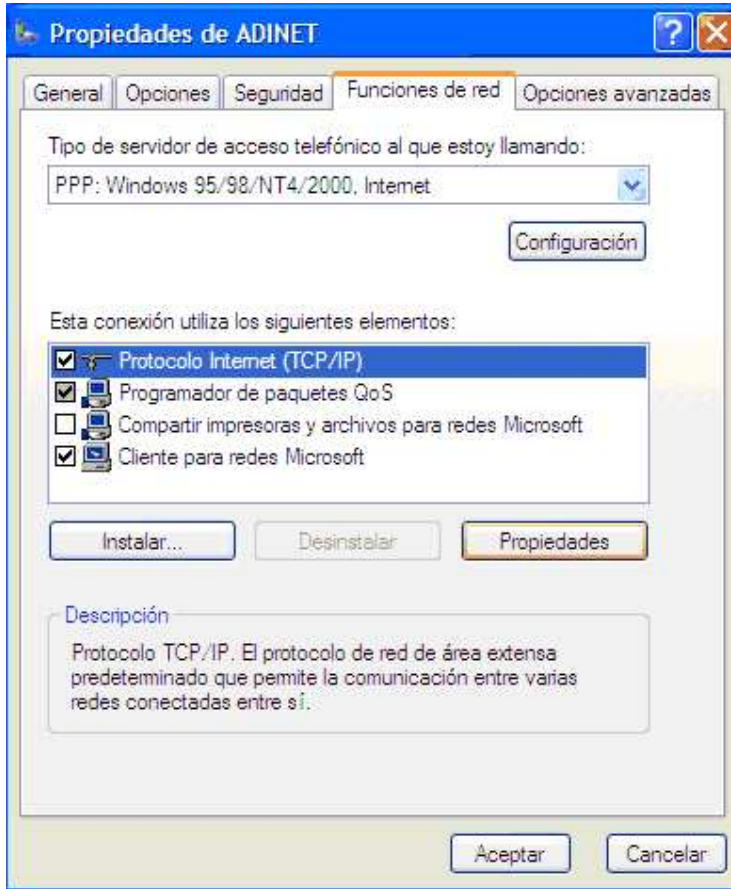 Propiedades de ADINET
General Opciones Seguridad Funciones de red Opciones avanzadas
Tipo de servidor de acceso telefónico al que estoy llamando:
PPP: Windows 95/98/NT4/2000, Internet
Configuración
Esta conexión utiliza los siguientes elementos:
Protocolo Internet (TCP/IP)
Programador de paquetes QoS
Compartir impresoras y archivos para redes Microsoft
Cliente para redes Microsoft
Instalar... Desinstalar Propiedades
Descripción
Protocolo TCP/IP. El protocolo de red de área extensa
predeterminado que permite la comunicación entre varias
redes conectadas entre sí.
Aceptar Cancelar